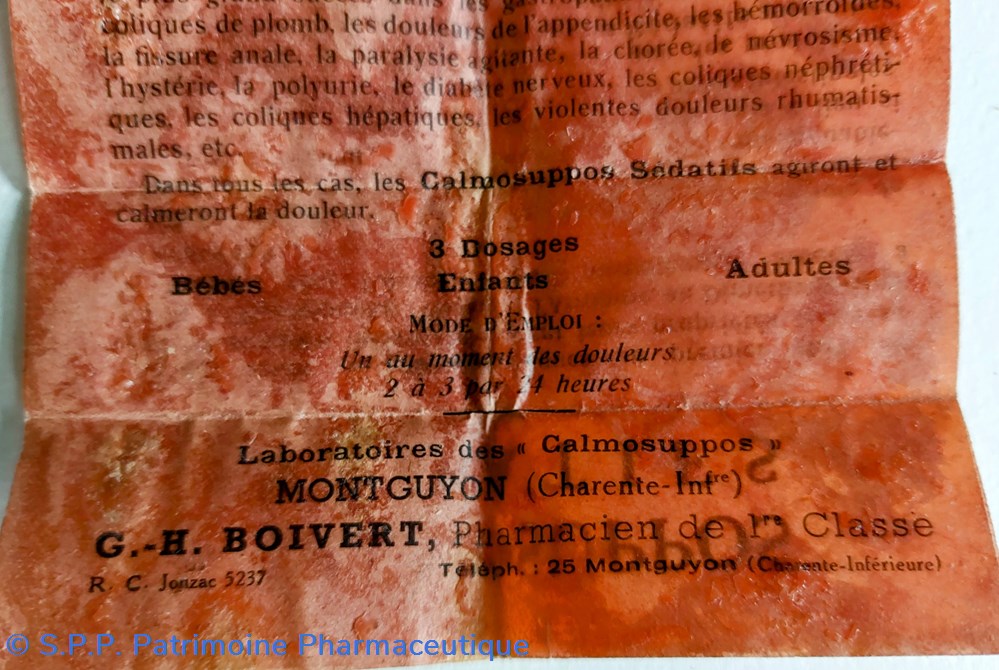 coliques de plomb, les douleurs de l'appendicite, les hémorroïdes,
la fissure anale, la paralysie agitante, la chorée, le névrosisme,
l'hystérie, la polyurie, le diabète nerveux, les coliques néphréti-
ques, les coliques hépatiques, les violentes douleurs rhumatis-
males, etc.
Dans tous les cas, les Calmosuppos Sédatifs agiront et
calmeront la douleur.
3 Dosages
Bébés Enfants Adultes
MODE D'EMPLOI :
Un au moment des douleurs
2 à 3 par 24 heures
Laboratoires des « Calmosuppos »
MONTGUYON (Charente-Infre)
G.-H. BOIVERT, Pharmacien de 1re Classe
R. C. Jonzac 5237 Téléph. : 25 Montguyon (Charente-Inférieure)
© S.P.P. Patrimoine Pharmaceutique